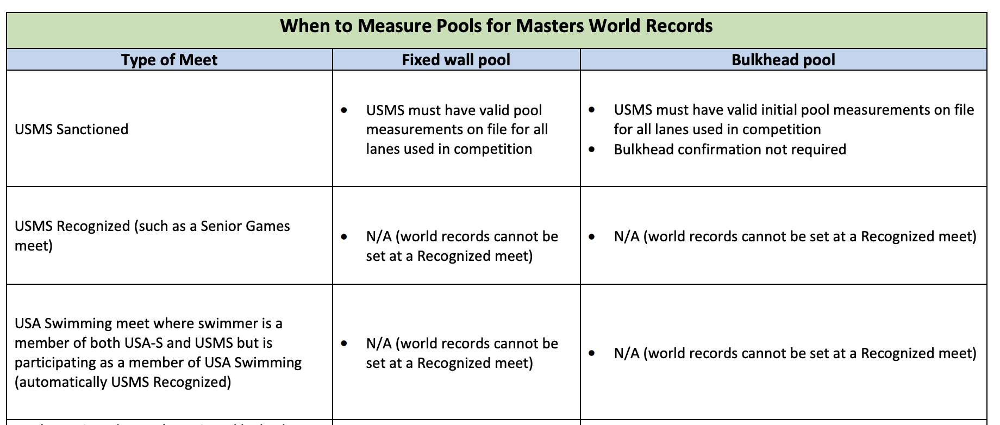 When to Measure Pools for Masters World Records
Type of Meet
Fixed wall pool
Bulkhead pool
USMS Sanctioned
• USMS must have valid pool
measurements on file for all
lanes used in competition
• USMS must have valid initial pool measurements on file
for all lanes used in competition
• Bulkhead confirmation not required
USMS Recognized (such as a Senior Games
meet)
• N/A (world records cannot be
set at a Recognized meet)
• N/A (world records cannot be set at a Recognized meet)
USA Swimming meet where swimmer is a
member of both USA-S and USMS but is
participating as a member of USA Swimming
(automatically USMS Recognized)
• N/A (world records cannot be
set at a Recognized meet)
• N/A (world records cannot be set at a Recognized meet)